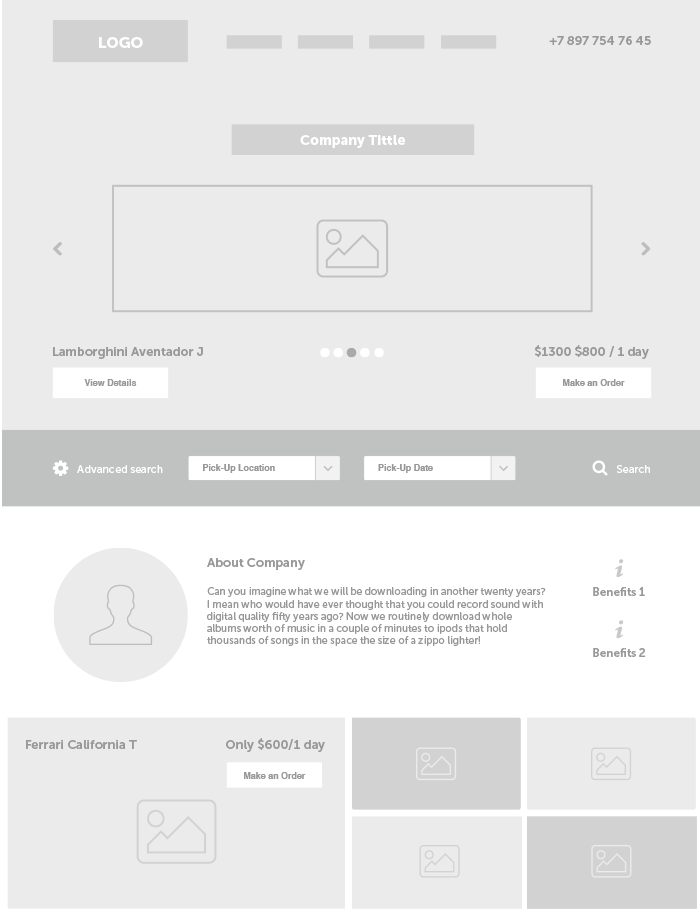 LOGO
+7 897 754 76 45
Company Tittle
Lamborghini Aventador J
$1300 $800 / 1 day
View Details
Make an Order
Advanced search
Pick-Up Location
Pick-Up Date
Search
About Company
Can you imagine what we will be downloading in another twenty years?
I mean who would have ever thought that you could record sound with
digital quality fifty years ago? Now we routinely download whole
albums worth of music in a couple of minutes to ipods that hold
thousands of songs in the space the size of a zippo lighter!
i
Benefits 1
i
Benefits 2
Ferrari California T
Only $600/1 day
Make an Order